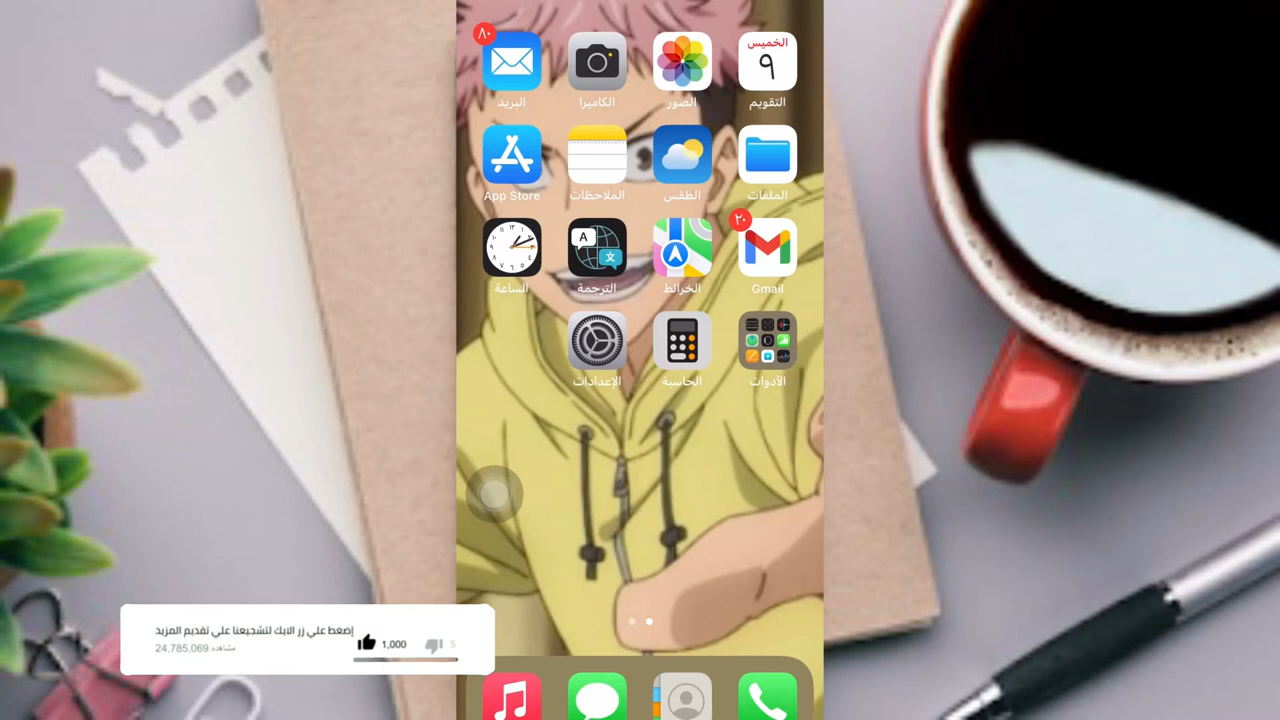 ٨٠
الخميس
٩
التقويم
الصور
الكاميرا
البريد
الملفات
الطقس
الملاحظات
App Store
٢٠
Gmail
الخرائط
الترجمة
الساعة
الأدوات
الحاسبة
الإعدادات
إضغط علي زر الايك لتشجيعنا علي تقديم المزيد
24,785,069 مشاهده
1,000
5